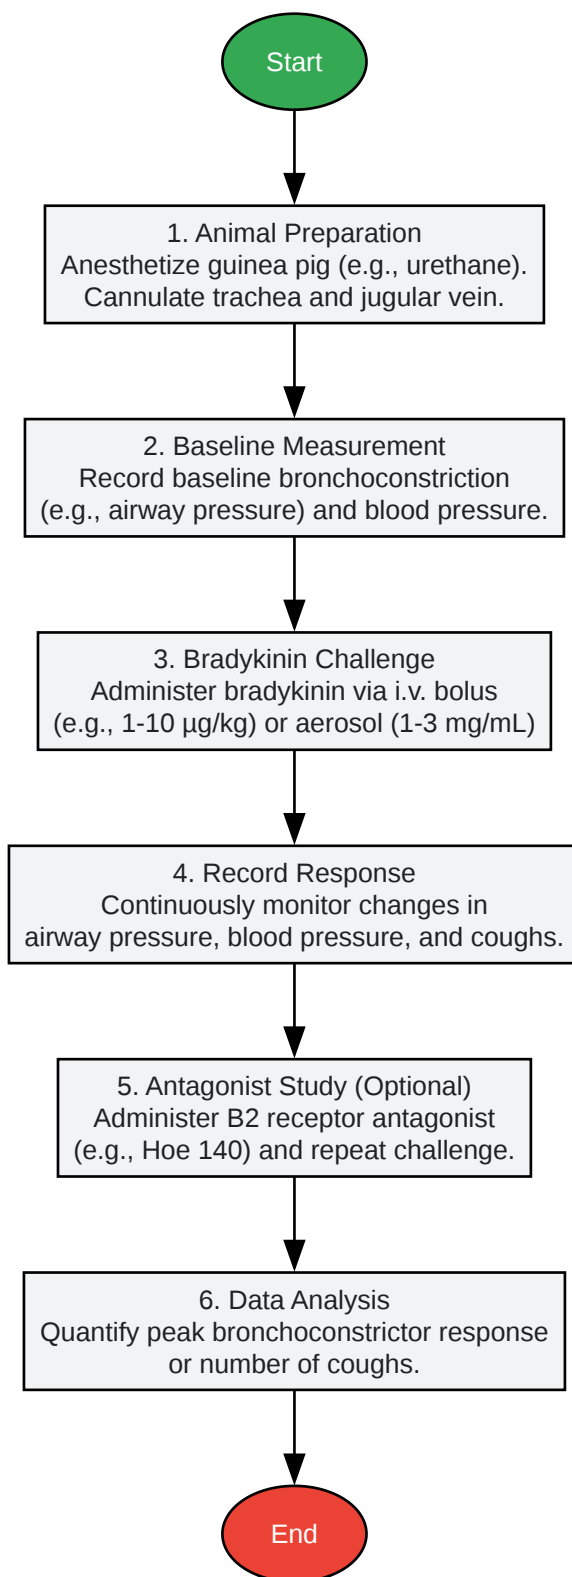 Start
1. Animal Preparation
Anesthetize guinea pig (e.g., urethane).
Cannulate trachea and jugular vein.
2. Baseline Measurement
Record baseline bronchoconstriction
(e.g., airway pressure) and blood pressure.
3. Bradykinin Challenge
Administer bradykinin via i.v. bolus
(e.g., 1-10 µg/kg) or aerosol (1-3 mg/mL)
4. Record Response
Continuously monitor changes in
airway pressure, blood pressure, and coughs.
5. Antagonist Study (Optional)
Administer B2 receptor antagonist
(e.g., Hoe 140) and repeat challenge.
6. Data Analysis
Quantify peak bronchoconstrictor response
or number of coughs.
End